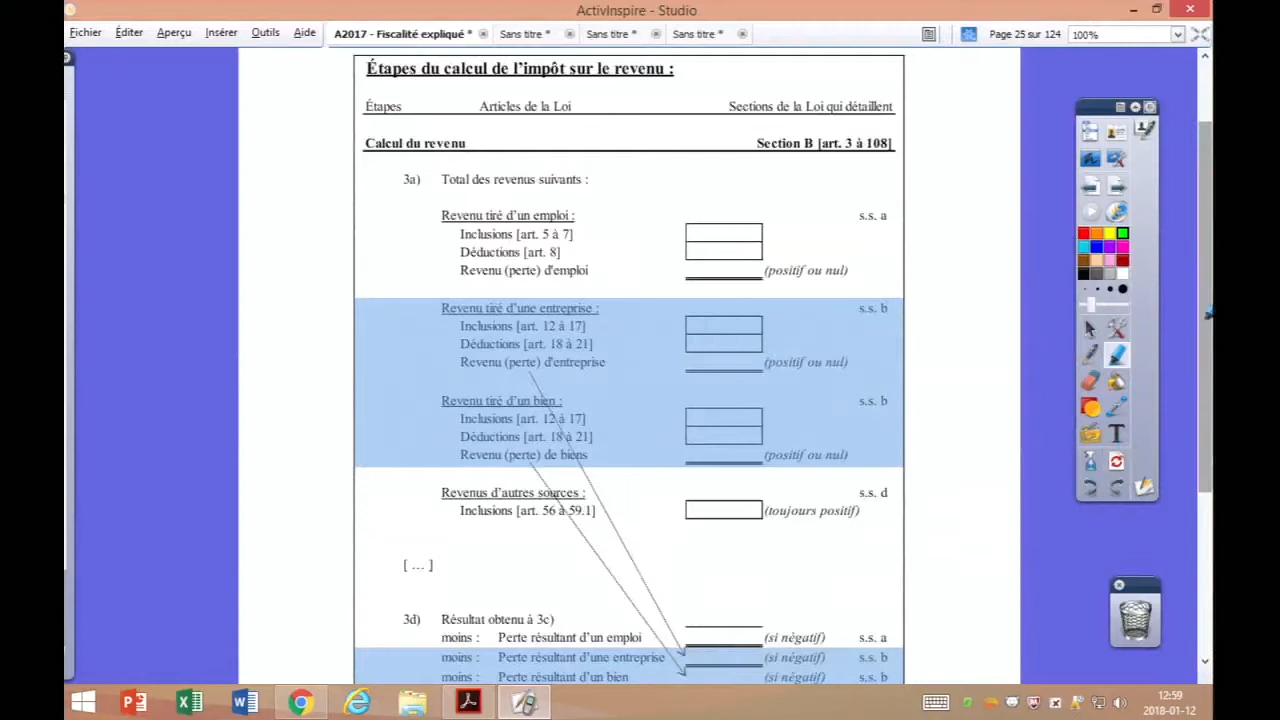 ActivInspire - Studio
Fichier Éditer Aperçu Insérer Outils Aide A2017 - Fiscalité expliqué * Sans titre * Sans titre * Sans titre * Page 25 sur 124 100%
Étapes du calcul de l'impôt sur le revenu :
Étapes Articles de la Loi Sections de la Loi qui détaillent
Calcul du revenu Section B [art. 3 à 108]
3a) Total des revenus suivants :
Revenu tiré d'un emploi : s.s. a
Inclusions [art. 5 à 7]
Déductions [art. 8]
Revenu (perte) d'emploi (positif ou nul)
Revenu tiré d'une entreprise : s.s. b
Inclusions [art. 12 à 17]
Déductions [art. 18 à 21]
Revenu (perte) d'entreprise (positif ou nul)
Revenu tiré d'un bien : s.s. b
Inclusions [art. 12 à 17]
Déductions [art. 18 à 21]
Revenu (perte) de biens (positif ou nul)
Revenus d'autres sources : s.s. d
Inclusions [art. 56 à 59.1] (toujours positif)
[ … ]
3d) Résultat obtenu à 3c)
moins : Perte résultant d'un emploi (si négatif) s.s. a
moins : Perte résultant d'une entreprise (si négatif) s.s. b
moins : Perte résultant d'un bien (si négatif) s.s. b
12:59
2018-01-12